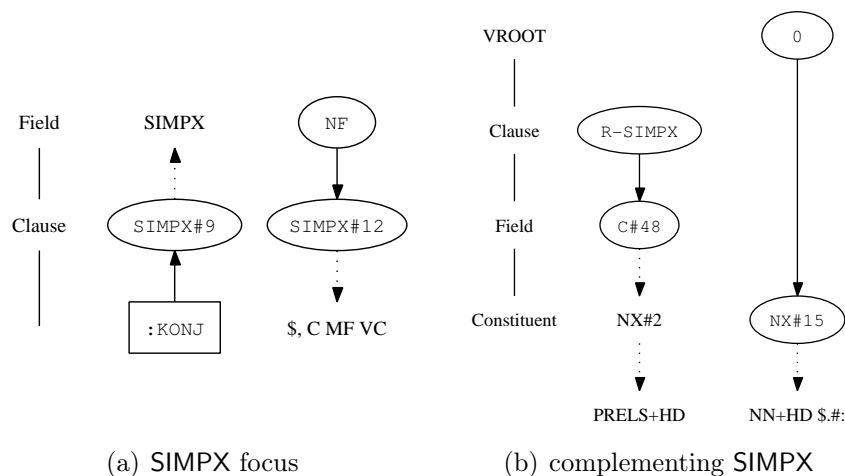 VROOT
0
Field
SIMPX
NF
Clause
R-SIMPX
Clause
SIMPX#9
SIMPX#12
Field
C#48
:KONJ
$, C MF VC
Constituent
NX#2
NX#15
PRELS+HD
NN+HD $.#:
(a) SIMPX focus
(b) complementing SIMPX